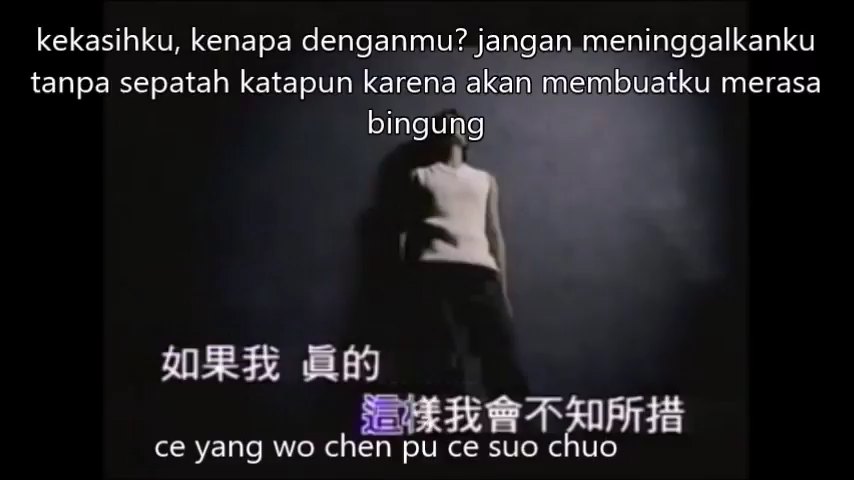 kekasihku, kenapa denganmu? jangan meninggalkanku
tanpa sepatah katapun karena akan membuatku merasa
bingung
如果我 真的
這樣我會不知所措
ce yang wo chen pu ce suo chuo